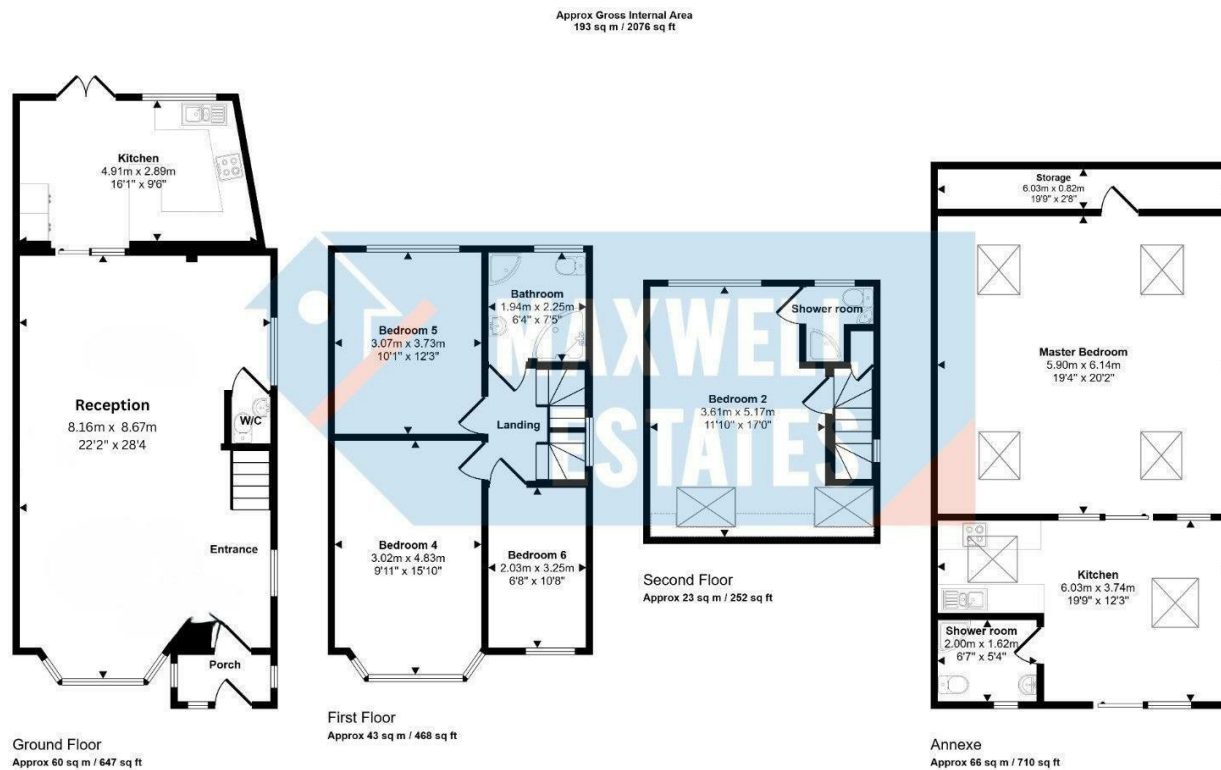 Approx Gross Internal Area
193 sq m / 2076 sq ft
Kitchen
4.91m x 2.89m
16'1" x 9'6"
Reception
8.16m x 8.67m
22'2" x 28'4
W/C
Entrance
Porch
Ground Floor
Approx 60 sq m / 647 sq ft
Bedroom 5
3.07m x 3.73m
10'1" x 12'3"
Bathroom
1.94m x 2.25m
6'4" x 7'5"
Landing
Bedroom 4
3.02m x 4.83m
9'11" x 15'10"
Bedroom 6
2.03m x 3.25m
6'8" x 10'8"
First Floor
Approx 43 sq m / 468 sq ft
Shower room
Bedroom 2
3.61m x 5.17m
11'10" x 17'0"
Second Floor
Approx 23 sq m / 252 sq ft
Storage
6.03m x 0.82m
19'9" x 2'8"
Master Bedroom
5.90m x 6.14m
19'4" x 20'2"
Kitchen
6.03m x 3.74m
19'9" x 12'3"
Shower room
2.00m x 1.62m
6'7" x 5'4"
Annexe
Approx 66 sq m / 710 sq ft
MAXWELL
ESTATES